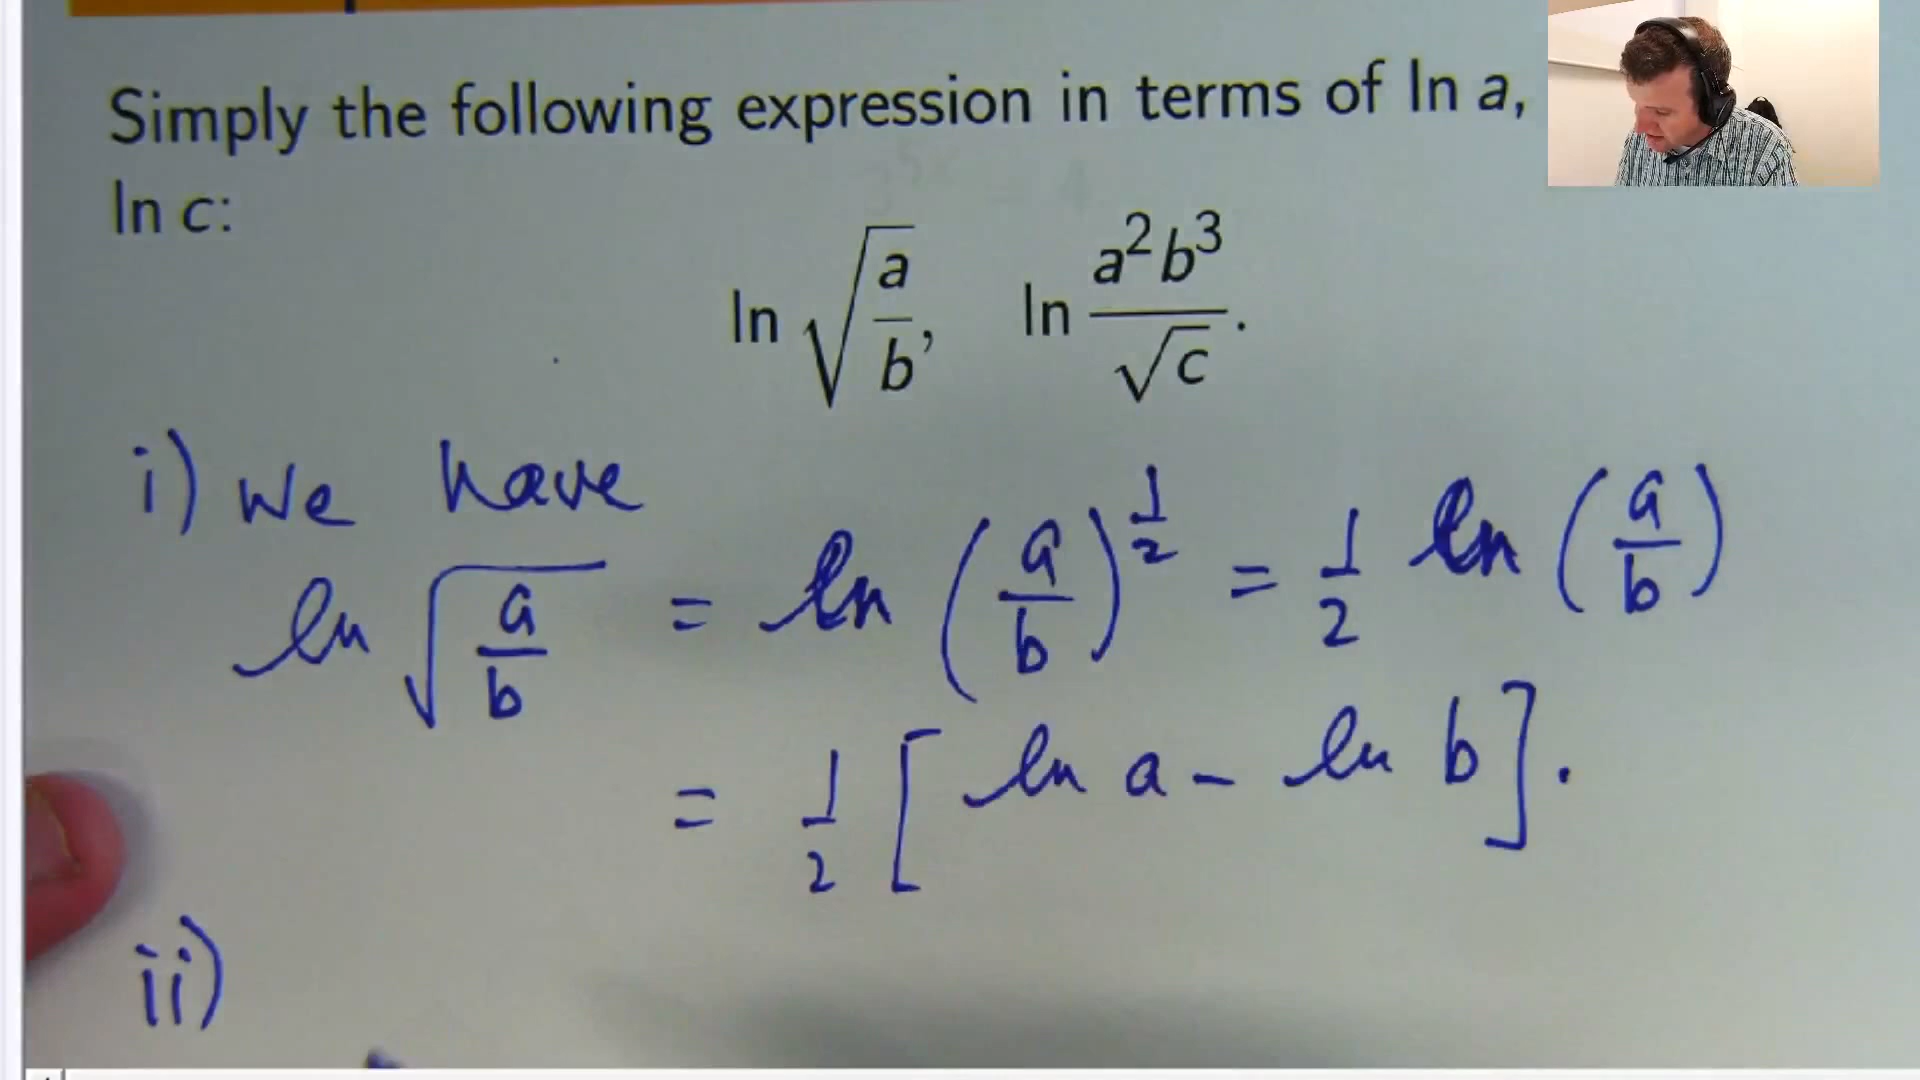 Simply the following expression in terms of ln a,
ln c:
ln √(a/b), ln a²b³/√c.
i) We have
ln √(a/b) = ln (a/b)^½ = ½ ln (a/b)
= ½ [ ln a − ln b ].
ii)